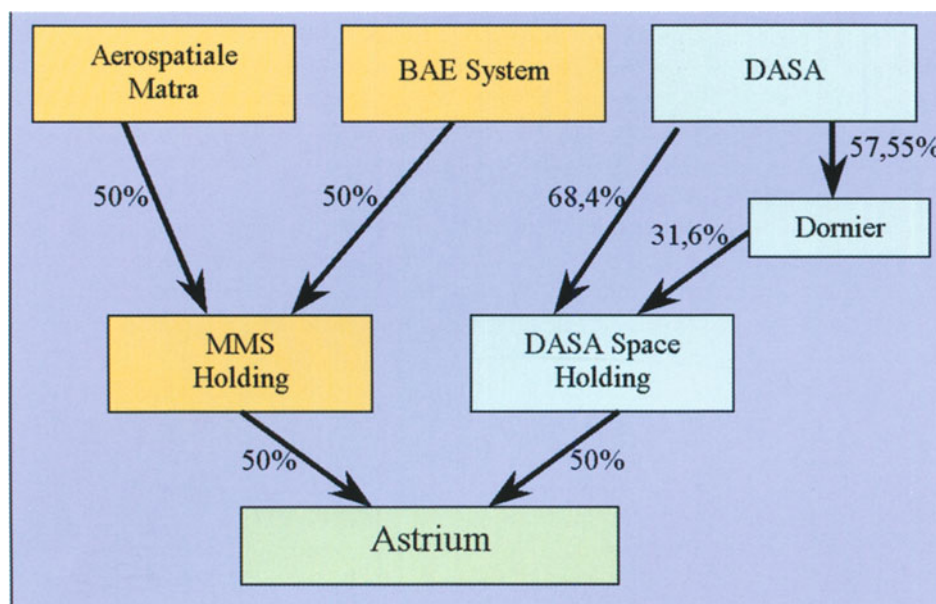 Aerospatiale
Matra
BAE System
DASA
50%
50%
68,4%
57,55%
31,6%
Dornier
MMS
Holding
DASA Space
Holding
50%
50%
Astrium